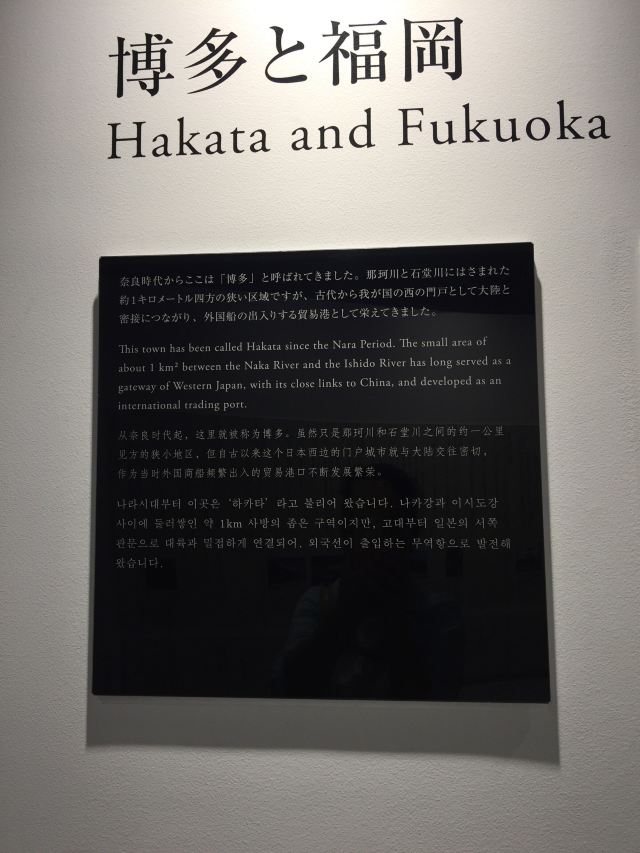 博多と福岡
Hakata and Fukuoka
奈良時代からここは「博多」と呼ばれてきました。那珂川と石堂川にはさまれた
約1キロメートル四方の狭い区域ですが、古代から我が国の西の門戸として大陸と
密接につながり、外国船の出入りする貿易港として栄えてきました。
This town has been called Hakata since the Nara Period. The small area of
about 1 km² between the Naka River and the Ishido River has long served as a
gateway of Western Japan, with its close links to China, and developed as an
international trading port.
从奈良时代起，这里就被称为博多。虽然只是那珂川和石堂川之间的约一公里
见方的狭小地区，但自古以来这个日本西边的门户城市就与大陆交往密切，
作为当时外国商船频繁出入的贸易港口不断发展繁荣。
나라시대부터 이곳은 ‘하카타’ 라고 불리어 왔습니다. 나카강과 이시도강
사이에 둘러쌓인 약 1km 사방의 좁은 구역이지만, 고대부터 일본의 서쪽
관문으로 대륙과 밀접하게 연결되어, 외국선이 출입하는 무역항으로 발전해
왔습니다.